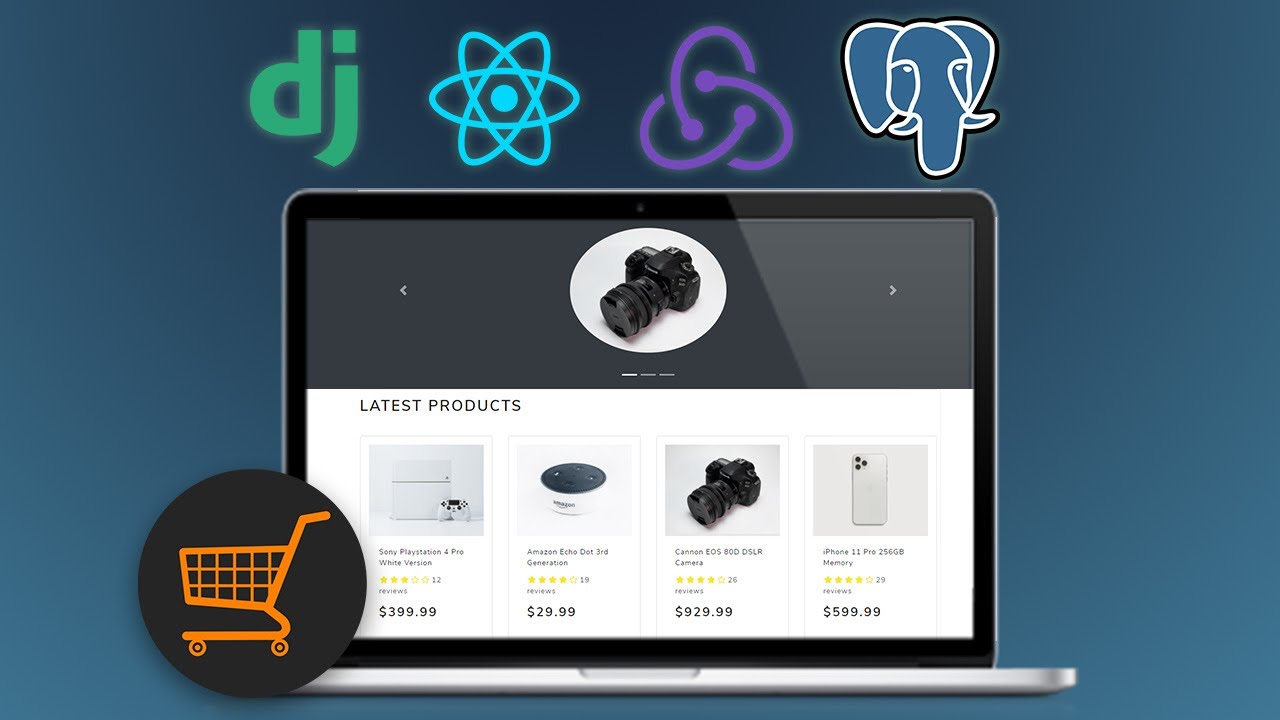 dj
LATEST PRODUCTS
Sony Playstation 4 Pro
White Version
12
reviews
$399.99
amazon
Amazon Echo Dot 3rd
Generation
19
reviews
$29.99
Cannon EOS 80D DSLR
Camera
26
reviews
$929.99
iPhone 11 Pro 256GB
Memory
29
reviews
$599.99